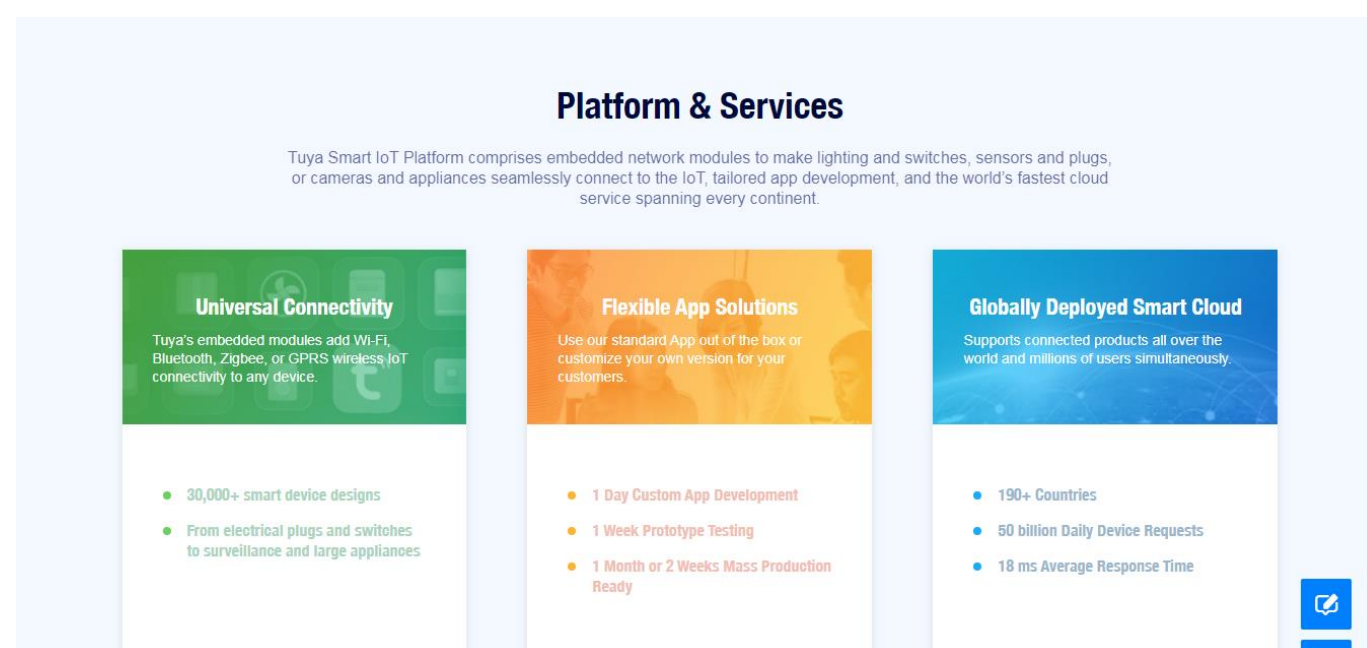 Platform & Services
Tuya Smart IoT Platform comprises embedded network modules to make lighting and switches, sensors and plugs,
or cameras and appliances seamlessly connect to the IoT, tailored app development, and the world's fastest cloud
service spanning every continent.
Universal Connectivity
Tuya's embedded modules add Wi-Fi,
Bluetooth, Zigbee, or GPRS wireless IoT
connectivity to any device.
30,000+ smart device designs
From electrical plugs and switches
to surveillance and large appliances
Flexible App Solutions
Use our standard App out of the box or
customize your own version for your
customers.
1 Day Custom App Development
1 Week Prototype Testing
1 Month or 2 Weeks Mass Production
Ready
Globally Deployed Smart Cloud
Supports connected products all over the
world and millions of users simultaneously.
190+ Countries
50 billion Daily Device Requests
18 ms Average Response Time